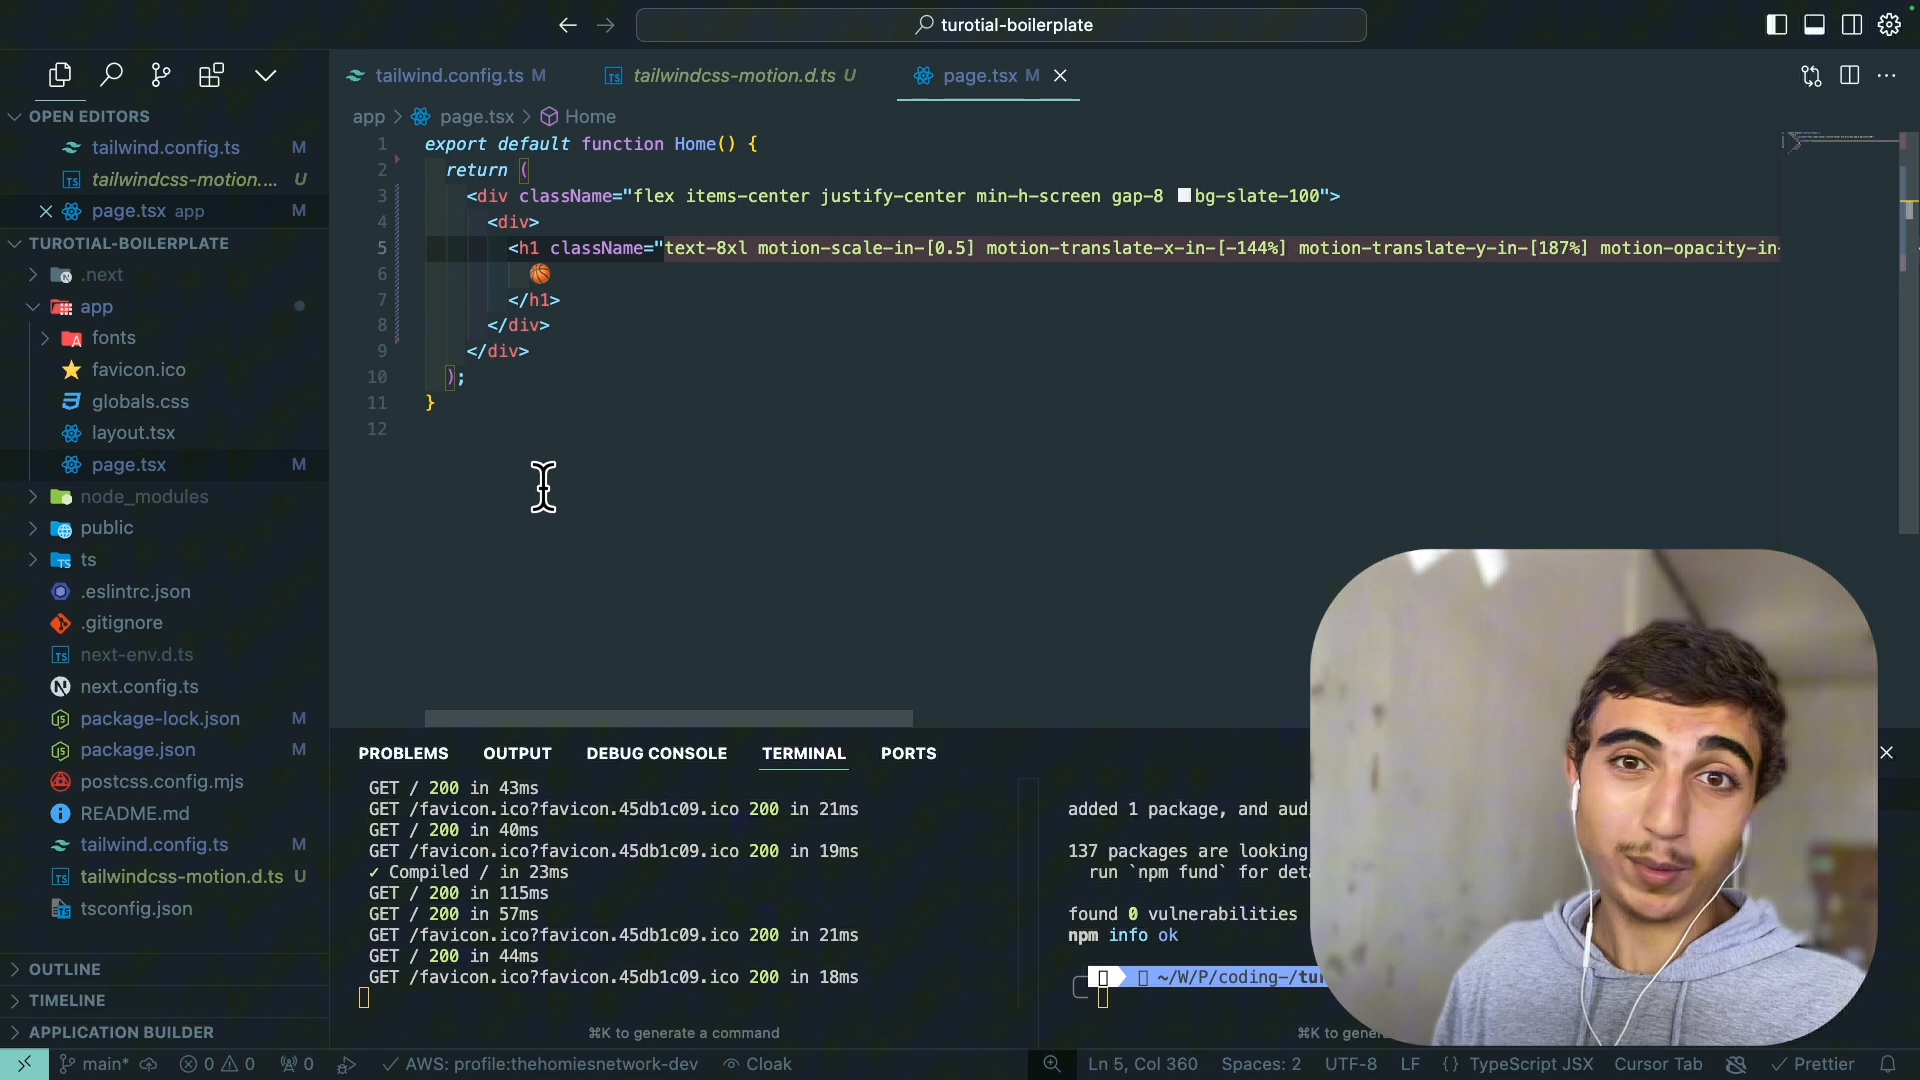 turotial-boilerplate
tailwind.config.ts M
tailwindcss-motion.d.ts U
page.tsx M
OPEN EDITORS
tailwind.config.ts M
tailwindcss-motion.... U
page.tsx app M
TUROTIAL-BOILERPLATE
.next
app
fonts
favicon.ico
globals.css
layout.tsx
page.tsx M
node_modules
public
ts
.eslintrc.json
.gitignore
next-env.d.ts
next.config.ts
package-lock.json M
package.json M
postcss.config.mjs
README.md
tailwind.config.ts M
tailwindcss-motion.d.ts U
tsconfig.json
OUTLINE
TIMELINE
APPLICATION BUILDER
app > page.tsx > Home
1 export default function Home() {
2 return (
3 <div className="flex items-center justify-center min-h-screen gap-8 bg-slate-100">
4 <div>
5 <h1 className="text-8xl motion-scale-in-[0.5] motion-translate-x-in-[-144%] motion-translate-y-in-[187%] motion-opacity-in-
6 🏀
7 </h1>
8 </div>
9 </div>
10 );
11 }
12
PROBLEMS OUTPUT DEBUG CONSOLE TERMINAL PORTS
GET / 200 in 43ms
GET /favicon.ico?favicon.45db1c09.ico 200 in 21ms
GET / 200 in 40ms
GET /favicon.ico?favicon.45db1c09.ico 200 in 19ms
✓ Compiled / in 23ms
GET / 200 in 115ms
GET / 200 in 57ms
GET /favicon.ico?favicon.45db1c09.ico 200 in 21ms
GET / 200 in 44ms
GET /favicon.ico?favicon.45db1c09.ico 200 in 18ms
⌘K to generate a command
added 1 package, and aud
137 packages are looking
run `npm fund` for deta
found 0 vulnerabilities
npm info ok
~/W/P/coding-/tur
⌘K to gener
main* 0 0 0 AWS: profile:thehomiesnetwork-dev Cloak Ln 5, Col 360 Spaces: 2 UTF-8 LF {} TypeScript JSX Cursor Tab Prettier